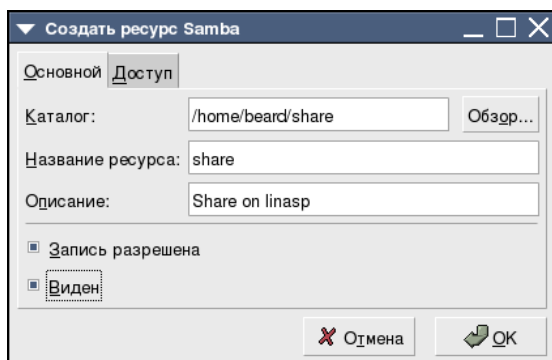 Создать ресурс Samba
Основной Доступ
Каталог: /home/beard/share Обзор...
Название ресурса: share
Описание: Share on linasp
Запись разрешена
Виден
Отмена OK